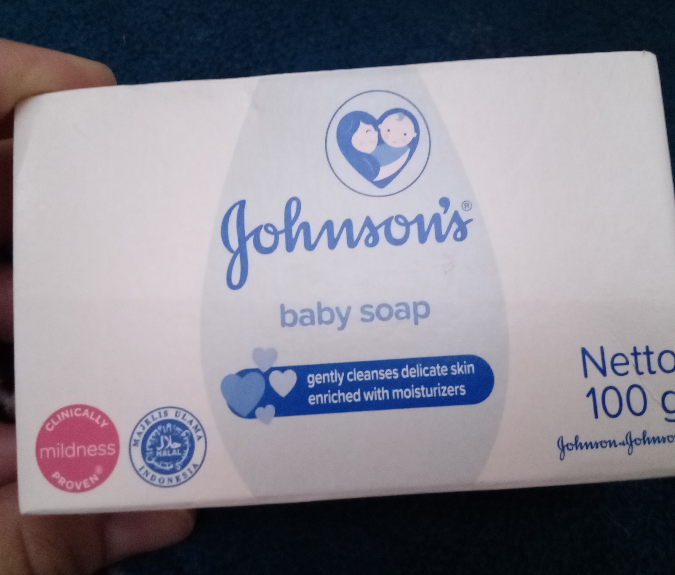 Johnson's®
baby soap
gently cleanses delicate skin
enriched with moisturizers
CLINICALLY
mildness
PROVEN®
MAJELIS ULAMA
حلال
HALAL
INDONESIA
Netto
100 g
Johnson&Johnson